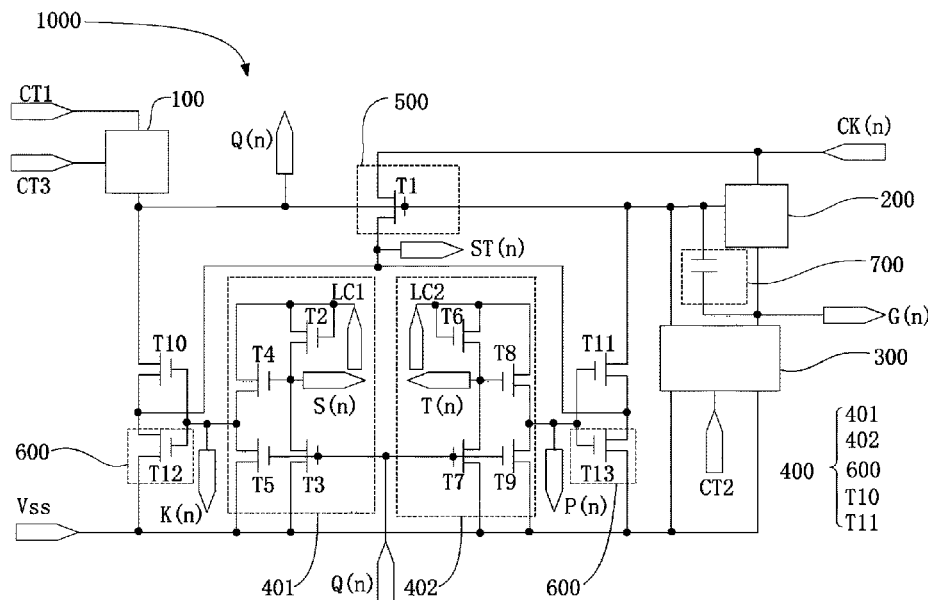 1000
CT1
100
CT3
Q(n)
500
CK(n)
T1
200
ST(n)
700
LC1
LC2
G(n)
T2
T6
T10
T4
T8
T11
300
S(n)
T(n)
600
T12
T5
T3
T7
T9
T13
CT2
K(n)
P(n)
Vss
401
Q(n)
402
600
400
401
402
600
T10
T11